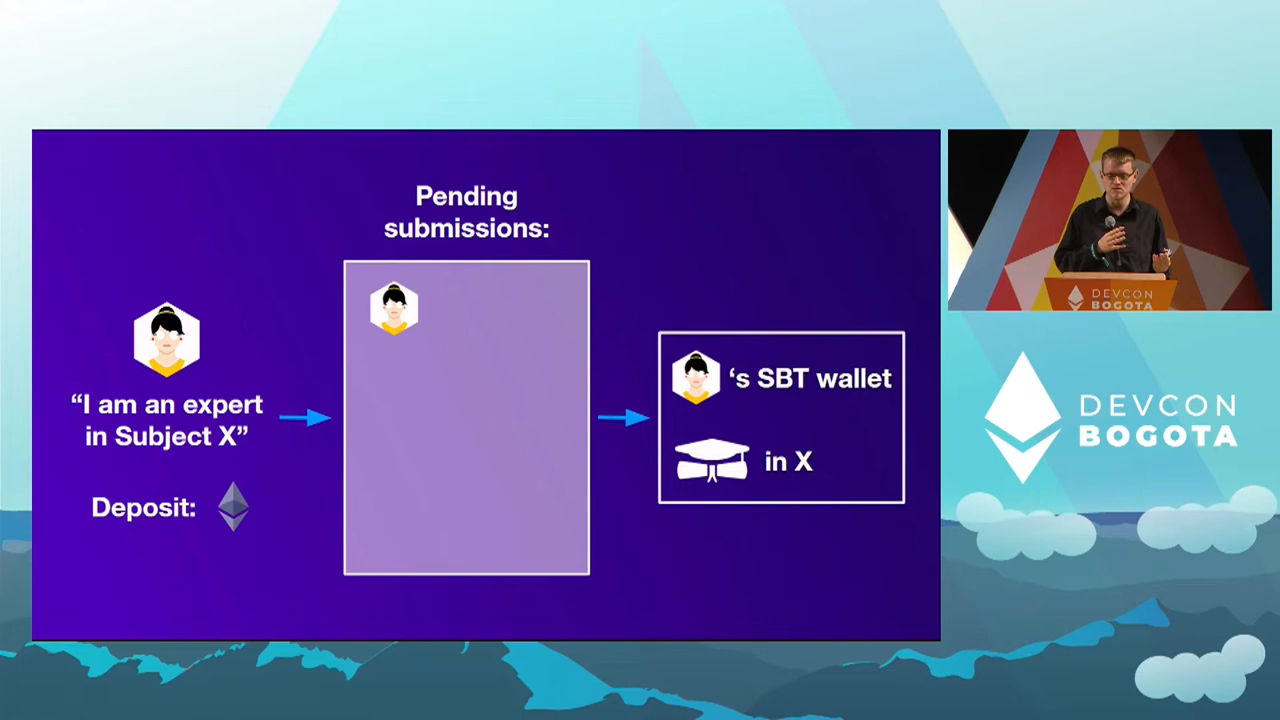 Pending
submissions:
“I am an expert
in Subject X”
Deposit:
‘s SBT wallet
in X
DEVCON
BOGOTA
DEVCON
BOGOTA